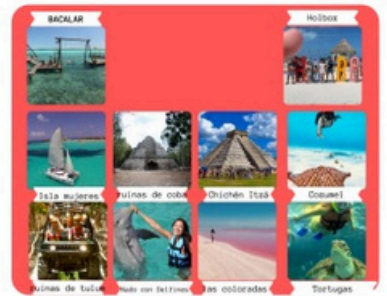 BACALAR
Holbox
Isla mujeres
ruinas de coba
Chichén Itzá
Cozumel
ruinas de tulum
Nado con Delfines
las coloradas
Tortugas